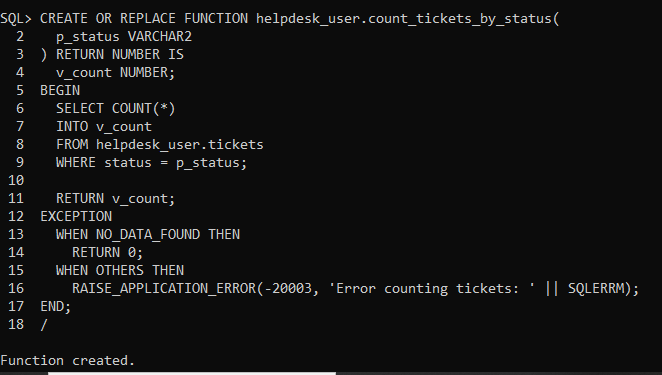 SQL> CREATE OR REPLACE FUNCTION helpdesk_user.count_tickets_by_status(
  2    p_status VARCHAR2
  3  ) RETURN NUMBER IS
  4    v_count NUMBER;
  5  BEGIN
  6    SELECT COUNT(*)
  7    INTO v_count
  8    FROM helpdesk_user.tickets
  9    WHERE status = p_status;
 10
 11    RETURN v_count;
 12  EXCEPTION
 13    WHEN NO_DATA_FOUND THEN
 14      RETURN 0;
 15    WHEN OTHERS THEN
 16      RAISE_APPLICATION_ERROR(-20003, 'Error counting tickets: ' || SQLERRM);
 17  END;
 18  /
Function created.